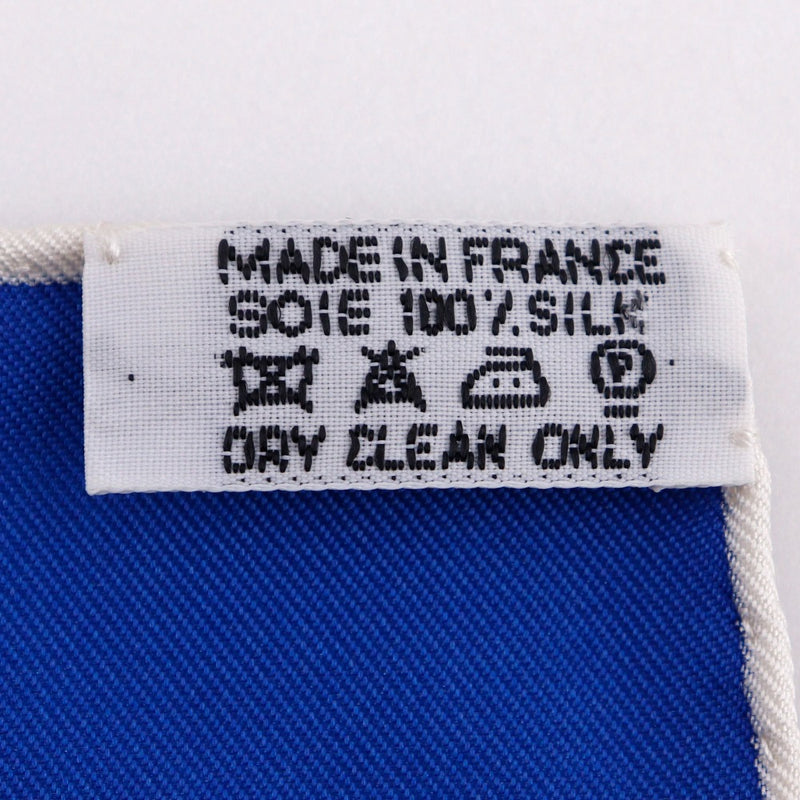 MADE IN FRANCE
SOIE 100% SILK
F
DRY CLEAN ONLY